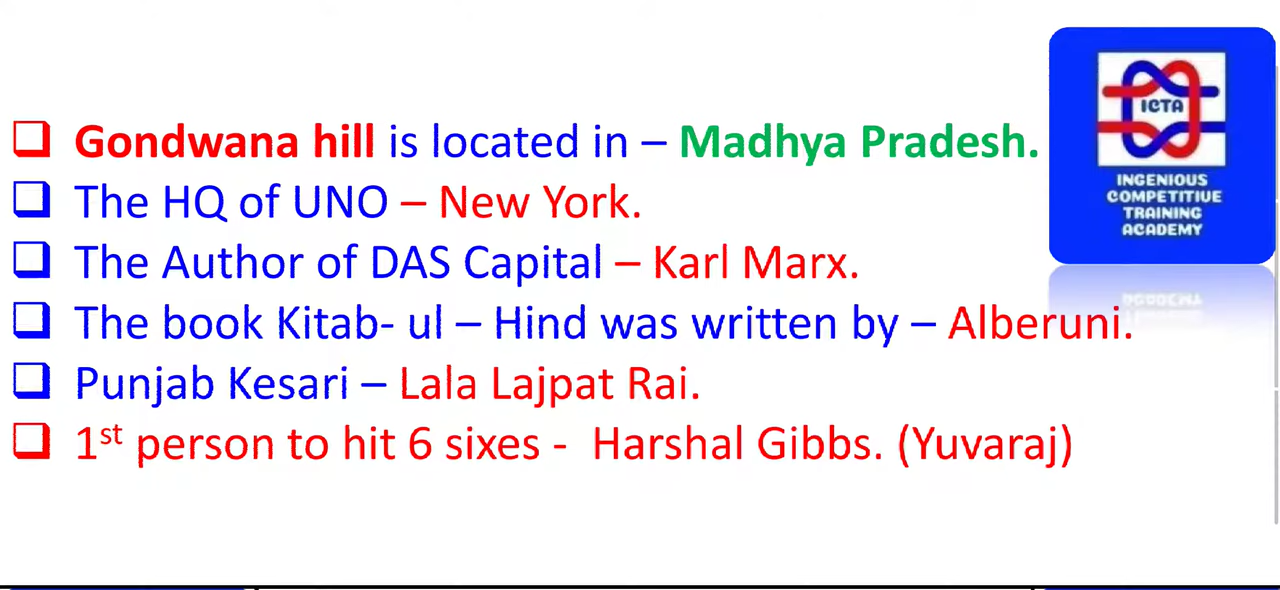 Gondwana hill is located in – Madhya Pradesh.
The HQ of UNO – New York.
The Author of DAS Capital – Karl Marx.
The book Kitab- ul – Hind was written by – Alberuni.
Punjab Kesari – Lala Lajpat Rai.
1st person to hit 6 sixes - Harshal Gibbs. (Yuvaraj)
ICTA
INGENIOUS
COMPETITIVE
TRAINING
ACADEMY